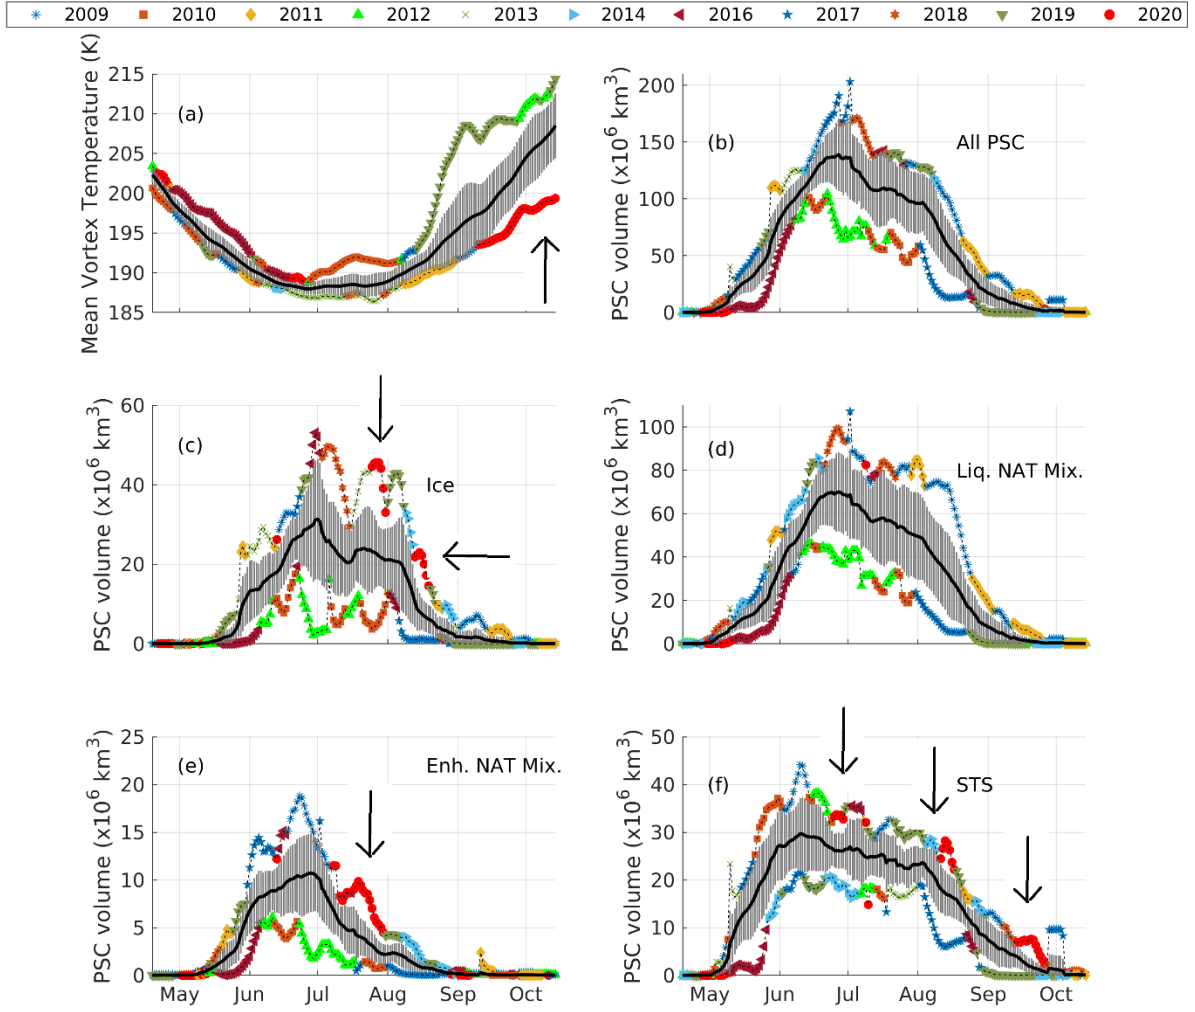 2009 2010 2011 2012 2013 2014 2016 2017 2018 2019 2020
Mean Vortex Temperature (K)
215
210
205
200
195
190
185
(a)
PSC volume (x10^6 km^3)
200
150
100
50
0
(b)
All PSC
PSC volume (x10^6 km^3)
60
40
20
0
(c)
Ice
PSC volume (x10^6 km^3)
100
80
60
40
20
0
(d)
Liq. NAT Mix.
PSC volume (x10^6 km^3)
25
20
15
10
5
0
(e)
Enh. NAT Mix.
May Jun Jul Aug Sep Oct
PSC volume (x10^6 km^3)
50
40
30
20
10
0
(f)
STS
May Jun Jul Aug Sep Oct